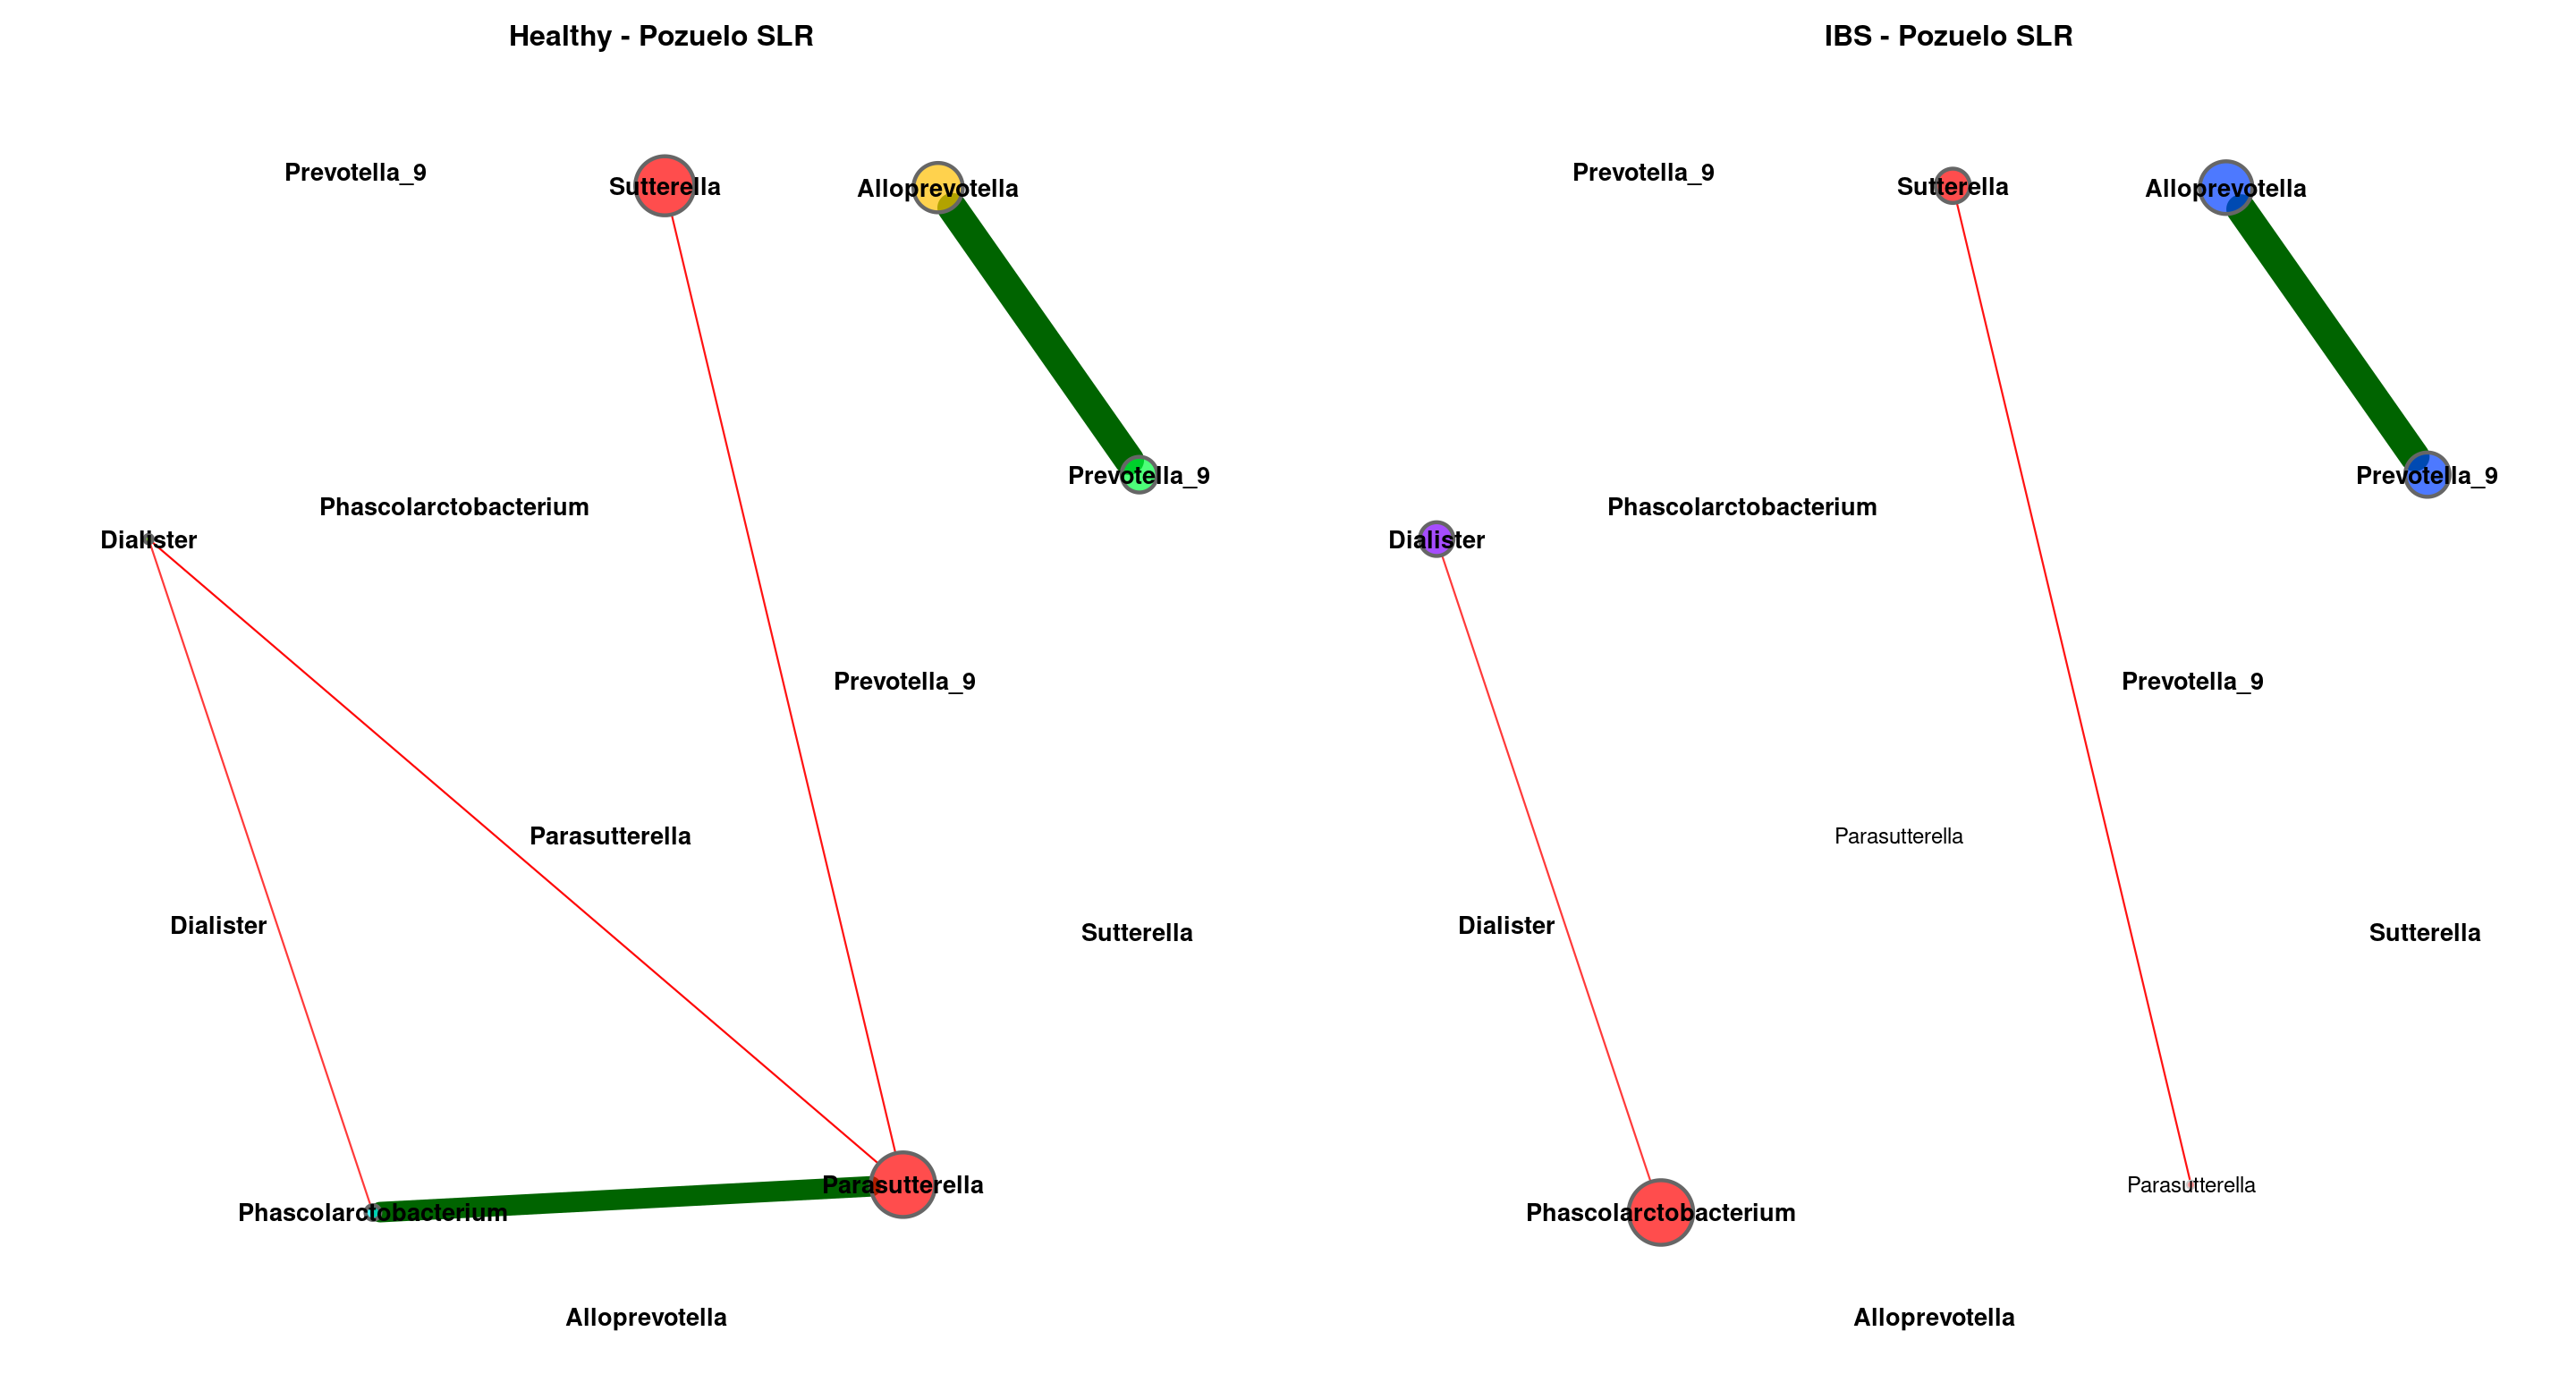 Healthy - Pozuelo SLR
Prevotella_9
Sutterella
Alloprevotella
Prevotella_9
Phascolarctobacterium
Dialister
Prevotella_9
Parasutterella
Dialister
Sutterella
Parasutterella
Phascolarctobacterium
Alloprevotella
IBS - Pozuelo SLR
Prevotella_9
Sutterella
Alloprevotella
Prevotella_9
Phascolarctobacterium
Dialister
Prevotella_9
Parasutterella
Dialister
Sutterella
Parasutterella
Phascolarctobacterium
Alloprevotella